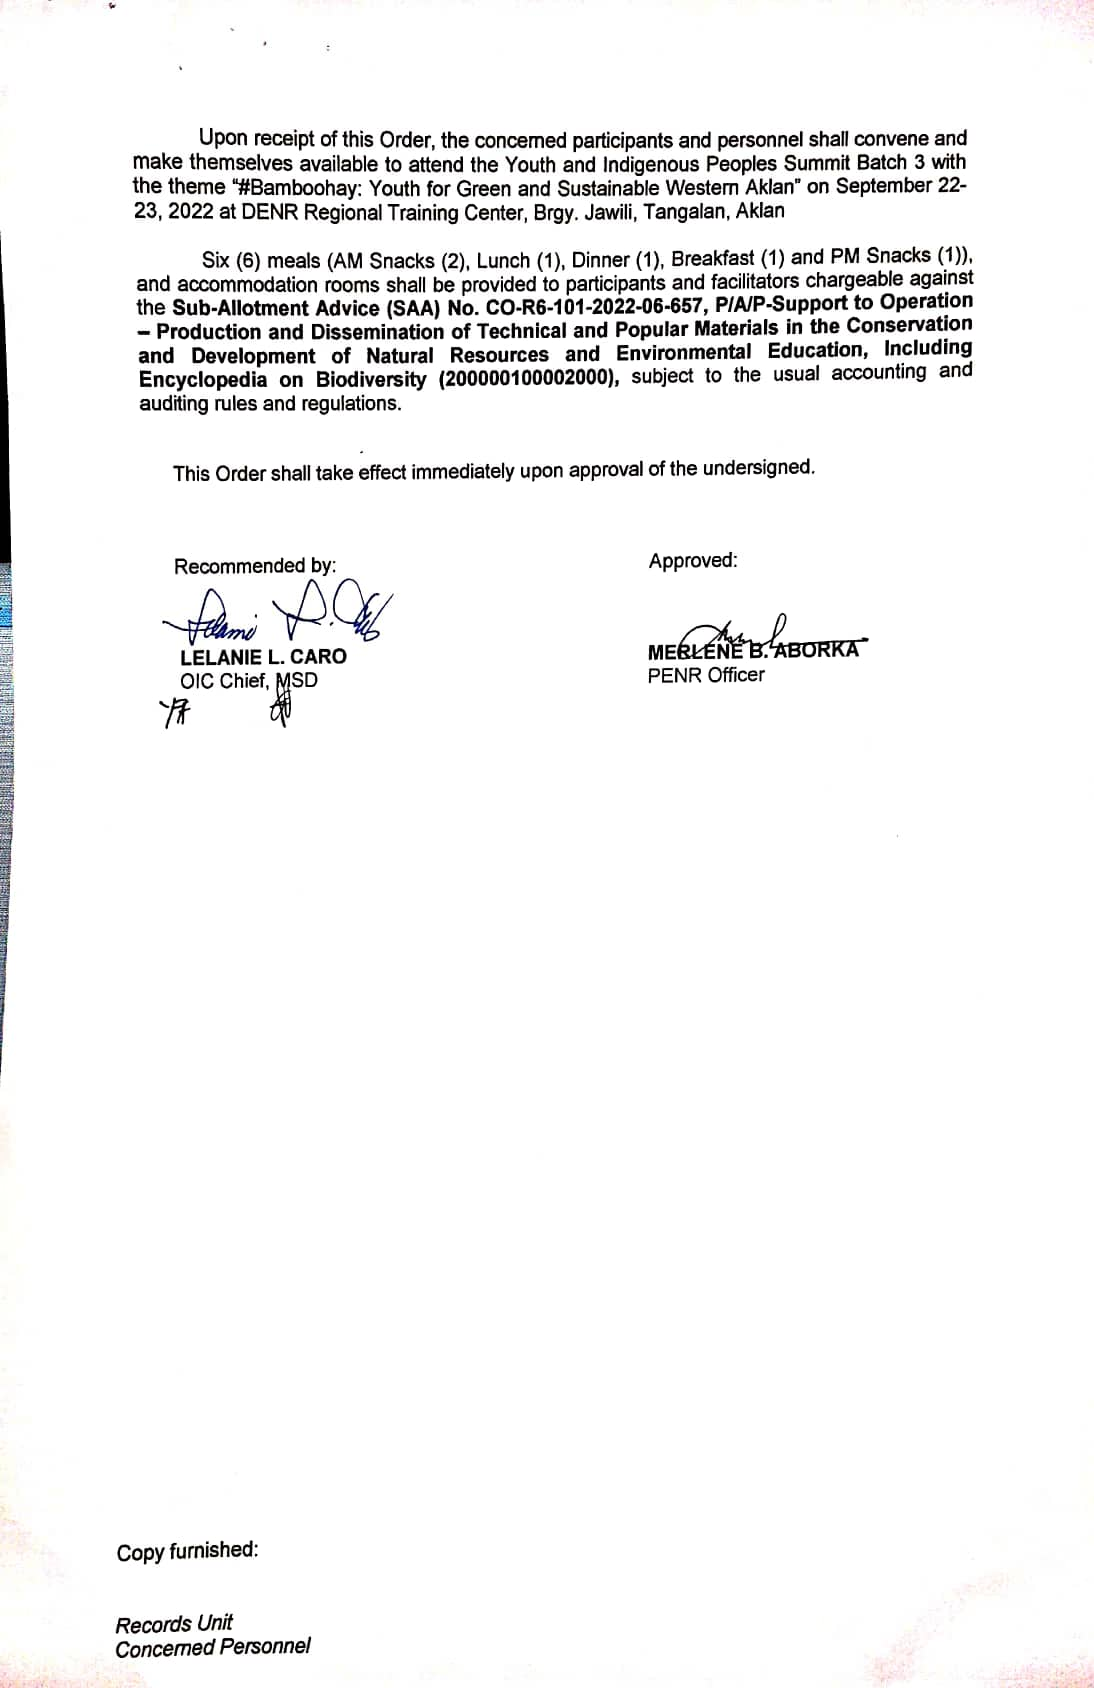 Upon receipt of this Order, the concerned participants and personnel shall convene and
make themselves available to attend the Youth and Indigenous Peoples Summit Batch 3 with
the theme "#Bamboohay: Youth for Green and Sustainable Western Aklan" on September 22-
23, 2022 at DENR Regional Training Center, Brgy. Jawili, Tangalan, Aklan
Six (6) meals (AM Snacks (2), Lunch (1), Dinner (1), Breakfast (1) and PM Snacks (1)),
and accommodation rooms shall be provided to participants and facilitators chargeable against
the Sub-Allotment Advice (SAA) No. CO-R6-101-2022-06-657, P/A/P-Support to Operation
– Production and Dissemination of Technical and Popular Materials in the Conservation
and Development of Natural Resources and Environmental Education, Including
Encyclopedia on Biodiversity (200000100002000), subject to the usual accounting and
auditing rules and regulations.
This Order shall take effect immediately upon approval of the undersigned.
Recommended by:
LELANIE L. CARO
OIC Chief, MSD
Approved:
MERLENE B. ABORKA
PENR Officer
Copy furnished:
Records Unit
Concerned Personnel